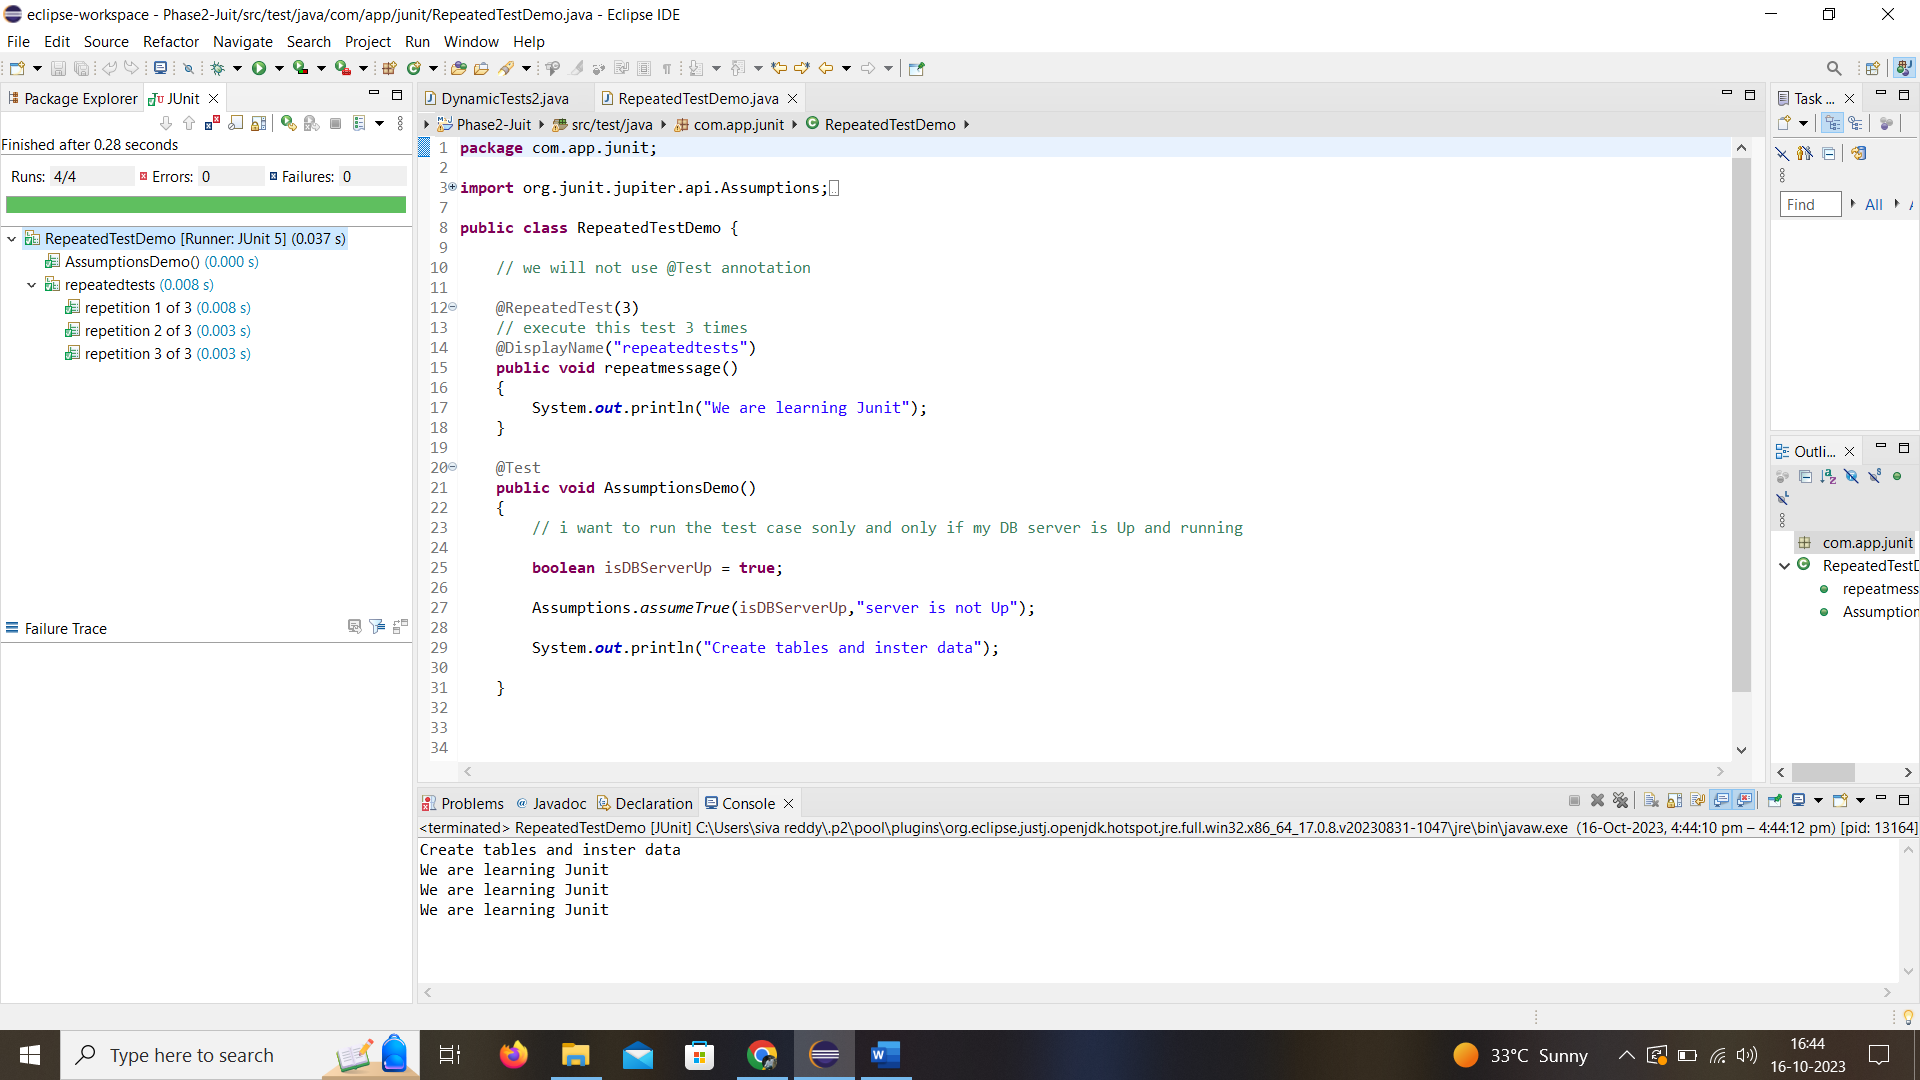 eclipse-workspace - Phase2-Juit/src/test/java/com/app/junit/RepeatedTestDemo.java - Eclipse IDE
File Edit Source Refactor Navigate Search Project Run Window Help
Package Explorer JUnit
Finished after 0.28 seconds
Runs: 4/4 Errors: 0 Failures: 0
RepeatedTestDemo [Runner: JUnit 5] (0.037 s)
AssumptionsDemo() (0.000 s)
repeatedtests (0.008 s)
repetition 1 of 3 (0.008 s)
repetition 2 of 3 (0.003 s)
repetition 3 of 3 (0.003 s)
Failure Trace
DynamicTests2.java RepeatedTestDemo.java
Phase2-Juit src/test/java com.app.junit RepeatedTestDemo
1 package com.app.junit;
2
3 import org.junit.jupiter.api.Assumptions;
7
8 public class RepeatedTestDemo {
9
10 // we will not use @Test annotation
11
12 @RepeatedTest(3)
13 // execute this test 3 times
14 @DisplayName("repeatedtests")
15 public void repeatmessage()
16 {
17 System.out.println("We are learning Junit");
18 }
19
20 @Test
21 public void AssumptionsDemo()
22 {
23 // i want to run the test case sonly and only if my DB server is Up and running
24
25 boolean isDBServerUp = true;
26
27 Assumptions.assumeTrue(isDBServerUp,"server is not Up");
28
29 System.out.println("Create tables and inster data");
30
31 }
32
33
34
Task ...
Find All
Outli...
com.app.junit
RepeatedTestD
repeatmess
Assumption
Problems Javadoc Declaration Console
<terminated> RepeatedTestDemo [JUnit] C:\Users\siva reddy\.p2\pool\plugins\org.eclipse.justj.openjdk.hotspot.jre.full.win32.x86_64_17.0.8.v20230831-1047\jre\bin\javaw.exe (16-Oct-2023, 4:44:10 pm – 4:44:12 pm) [pid: 13164]
Create tables and inster data
We are learning Junit
We are learning Junit
We are learning Junit
Type here to search
33°C Sunny
16:44
16-10-2023